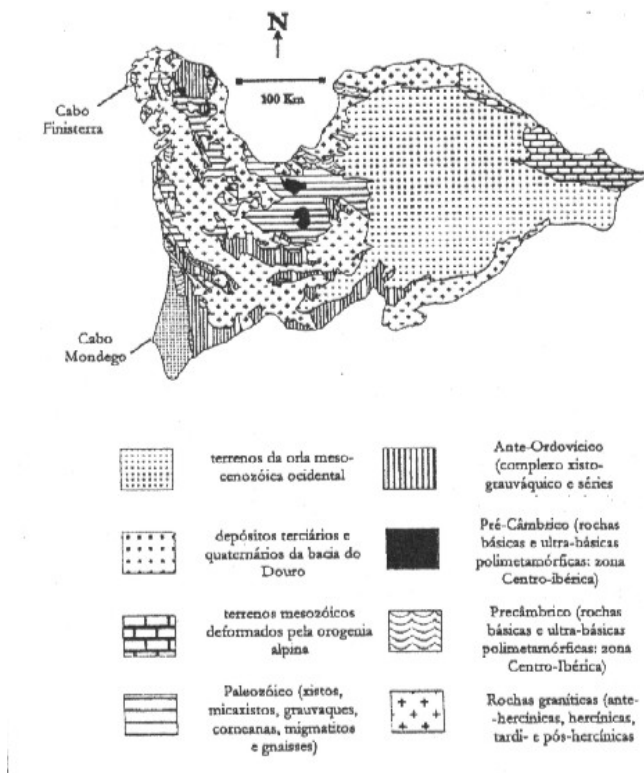 N
100 Km
Cabo
Finisterra
Cabo
Mondego
terrenos da orla meso-
cenozóica ocidental
depósitos terciários e
quaternários da bacia do
Douro
terrenos mesozóicos
deformados pela orogenia
alpina
Paleozóico (xistos,
micaxistos, grauvaques,
corneanas, migmatitos
e gnaisses)
Ante-Ordovícico
(complexo xisto-
grauváquico e séries
Pré-Câmbrico (rochas
básicas e ultra-básicas
polimetamórficas: zona
Centro-ibérica)
Precâmbrico (rochas
básicas e ultra-básicas
polimetamórficas: zona
Centro-Ibérica)
Rochas graníticas (ante-
-hercínicas, hercínicas,
tardi- e pós-hercínicas